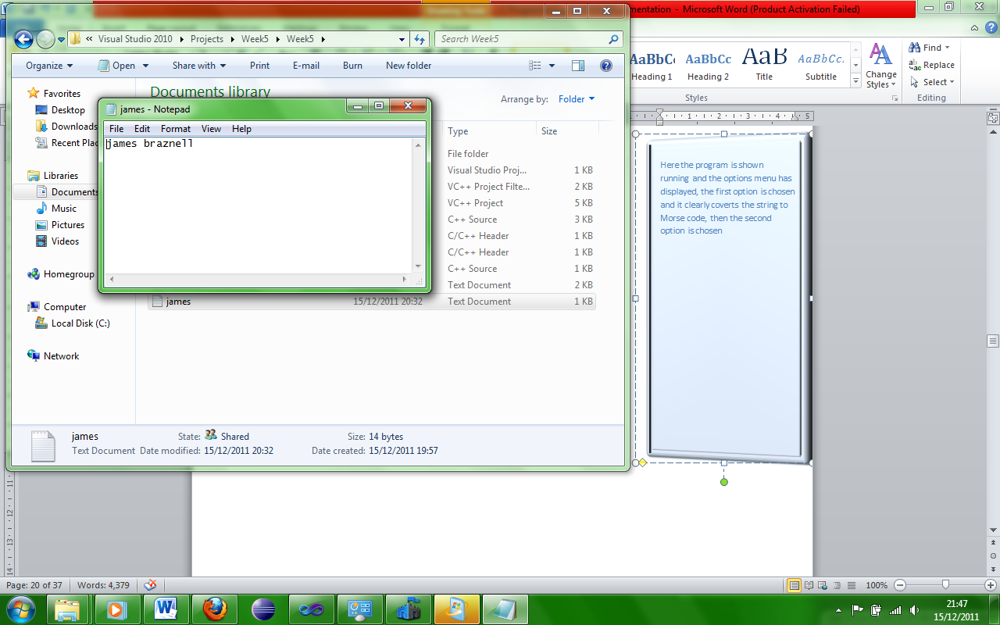 mentation - Microsoft Word (Product Activation Failed)
« Visual Studio 2010 Projects Week5 Week5
Search Week5
Organize Open Share with Print E-mail Burn New folder
Documents library
Arrange by: Folder
Favorites
Desktop
Downloads
Recent Plac
Libraries
Documents
Music
Pictures
Videos
Homegroup
Computer
Local Disk (C:)
Network
james - Notepad
File Edit Format View Help
james braznell
Type Size
File folder
Visual Studio Proj... 1 KB
VC++ Project Filte... 2 KB
VC++ Project 5 KB
C++ Source 3 KB
C/C++ Header 1 KB
C/C++ Header 1 KB
C++ Source 1 KB
Text Document 2 KB
james 15/12/2011 20:32 Text Document 1 KB
james State: Shared Size: 14 bytes
Text Document Date modified: 15/12/2011 20:32 Date created: 15/12/2011 19:57
AaBbCc AaBbCc AaB AaBbCc.
Heading 1 Heading 2 Title Subtitle
Change
Styles
Styles
Find
Replace
Select
Editing
1 2 3 4 5
Here the program is shown
running and the options menu has
displayed, the first option is chosen
and it clearly coverts the string to
Morse code, then the second
option is chosen
11
12
13
14
Page: 20 of 37 Words: 4,379
100%
21:47
15/12/2011